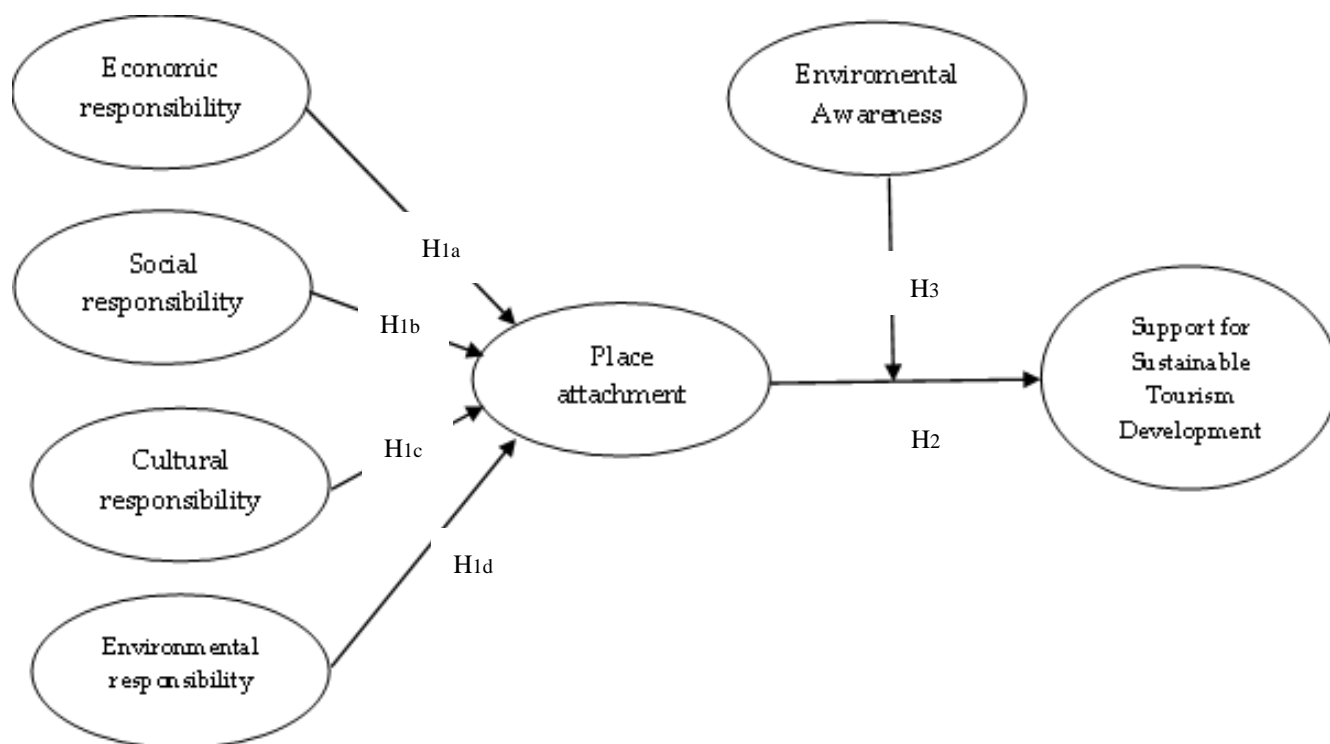 Economic
responsibility
Enviromental
Awareness
H1a
Social
responsibility
H1b
H3
Place
attachment
Support for
Sustainable
Tourism
Development
H2
H1c
Cultural
responsibility
H1d
Environmental
responsibility